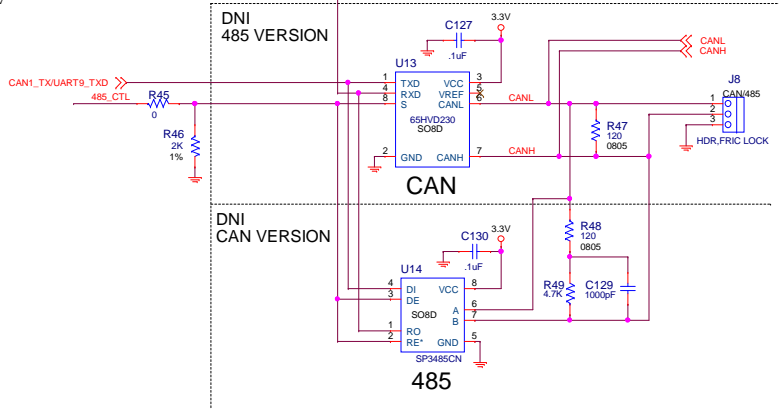 DNI
485 VERSION
C127
3.3V
.1uF
CANL
CANH
U13
CAN1_TX/UART9_TXD
1 TXD VCC 3
4 RXD VREF 5
8 S CANL 6
CANL
485_CTL
R45
0
65HVD230
SO8D
R46
2K
1%
R47
120
0805
J8
CAN/485
1
2
3
HDR,FRIC LOCK
2 GND CANH 7
CANH
CAN
DNI
CAN VERSION
C130
3.3V
.1uF
R48
120
0805
U14
4 DI VCC 8
3 DE
SO8D
A 6
B 7
1 RO
2 RE* GND 5
SP3485CN
R49
4.7K
C129
1000pF
485